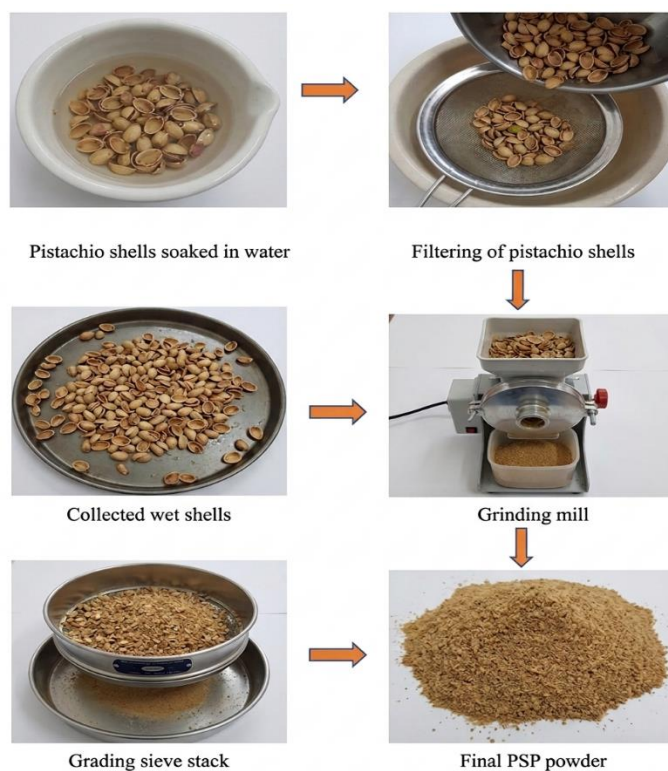 Pistachio shells soaked in water
Filtering of pistachio shells
Collected wet shells
Grinding mill
Grading sieve stack
Final PSP powder